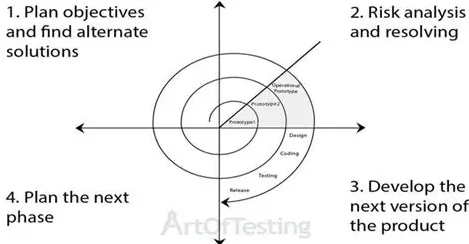 1. Plan objectives
and find alternate
solutions
2. Risk analysis
and resolving
Operational
Prototype
Prototype2
Prototype1
Design
Coding
Testing
Release
4. Plan the next
phase
3. Develop the
next version of
the product
ArtOfTesting